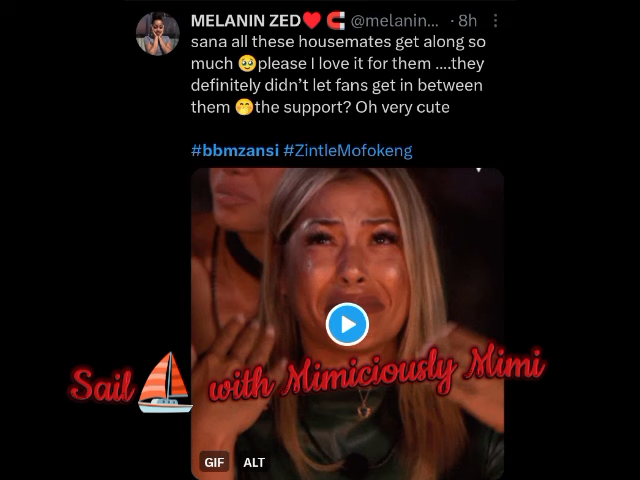 MELANIN ZED❤️ 🧲 @melanin... · 8h
sana all these housemates get along so
much 🥹please I love it for them ....they
definitely didn’t let fans get in between
them 🤭the support? Oh very cute
#bbmzansi #ZintleMofokeng
Sail⛵ with Mimiciously Mimi
GIF ALT